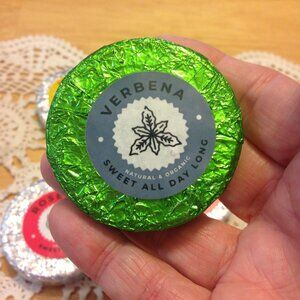 VERBENA
NATURAL & ORGANIC
SWEET ALL DAY LONG